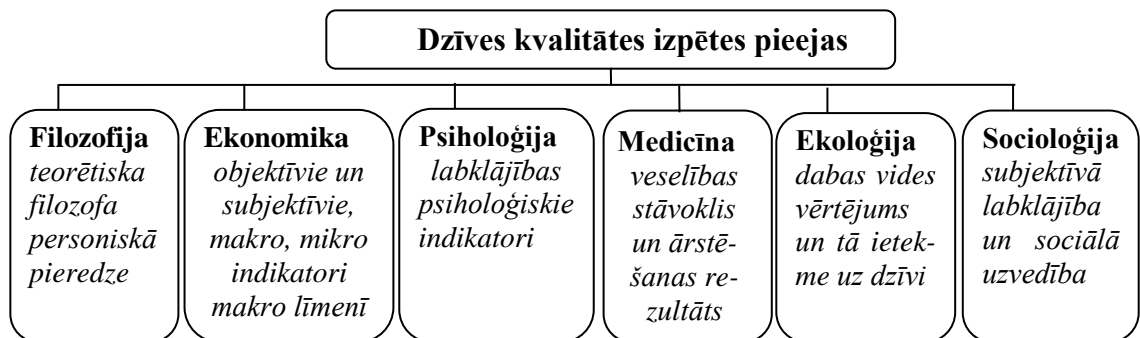 Dzīves kvalitātes izpētes pieejas
Filozofija
teorētiska
filozofa
personiskā
pieredze
Ekonomika
objektīvie un
subjektīvie,
makro, mikro
indikatori
makro līmenī
Psiholoģija
labklājības
psiholoģiskie
indikatori
Medicīna
veselības
stāvoklis
un ārstē-
šanas re-
zultāts
Ekoloģija
dabas vides
vērtējums
un tā ietek-
me uz dzīvi
Socioloģija
subjektīvā
labklājība
un sociālā
uzvedība